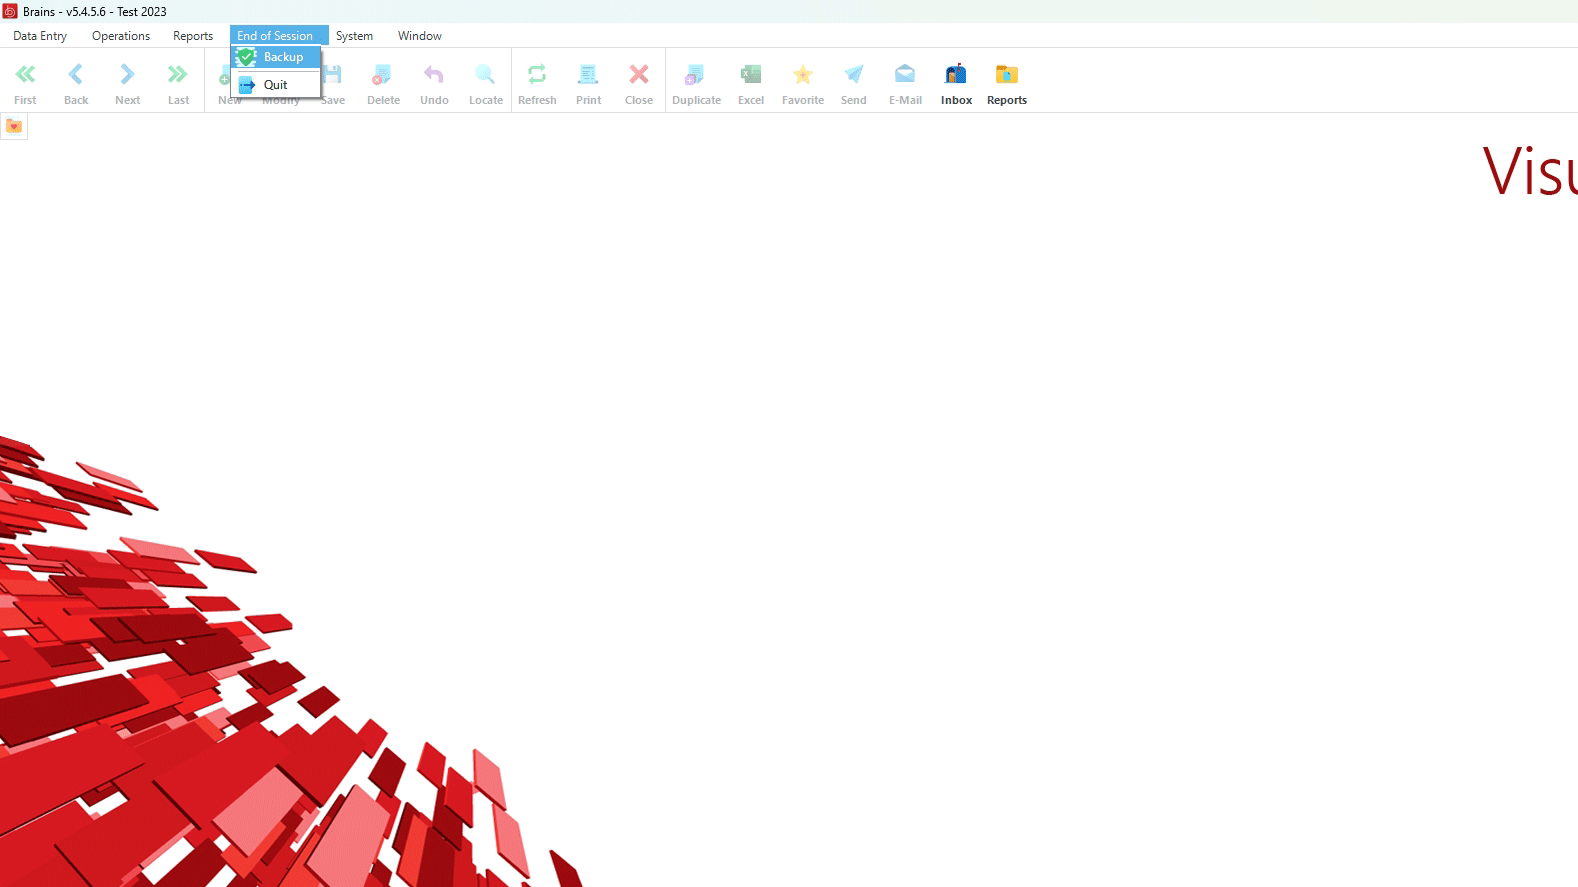 Brains - v5.4.5.6 - Test 2023
Data Entry Operations Reports End of Session System Window
Backup
Quit
First Back Next Last New Modify Save Delete Undo Locate Refresh Print Close Duplicate Excel Favorite Send E-Mail Inbox Reports
Visu